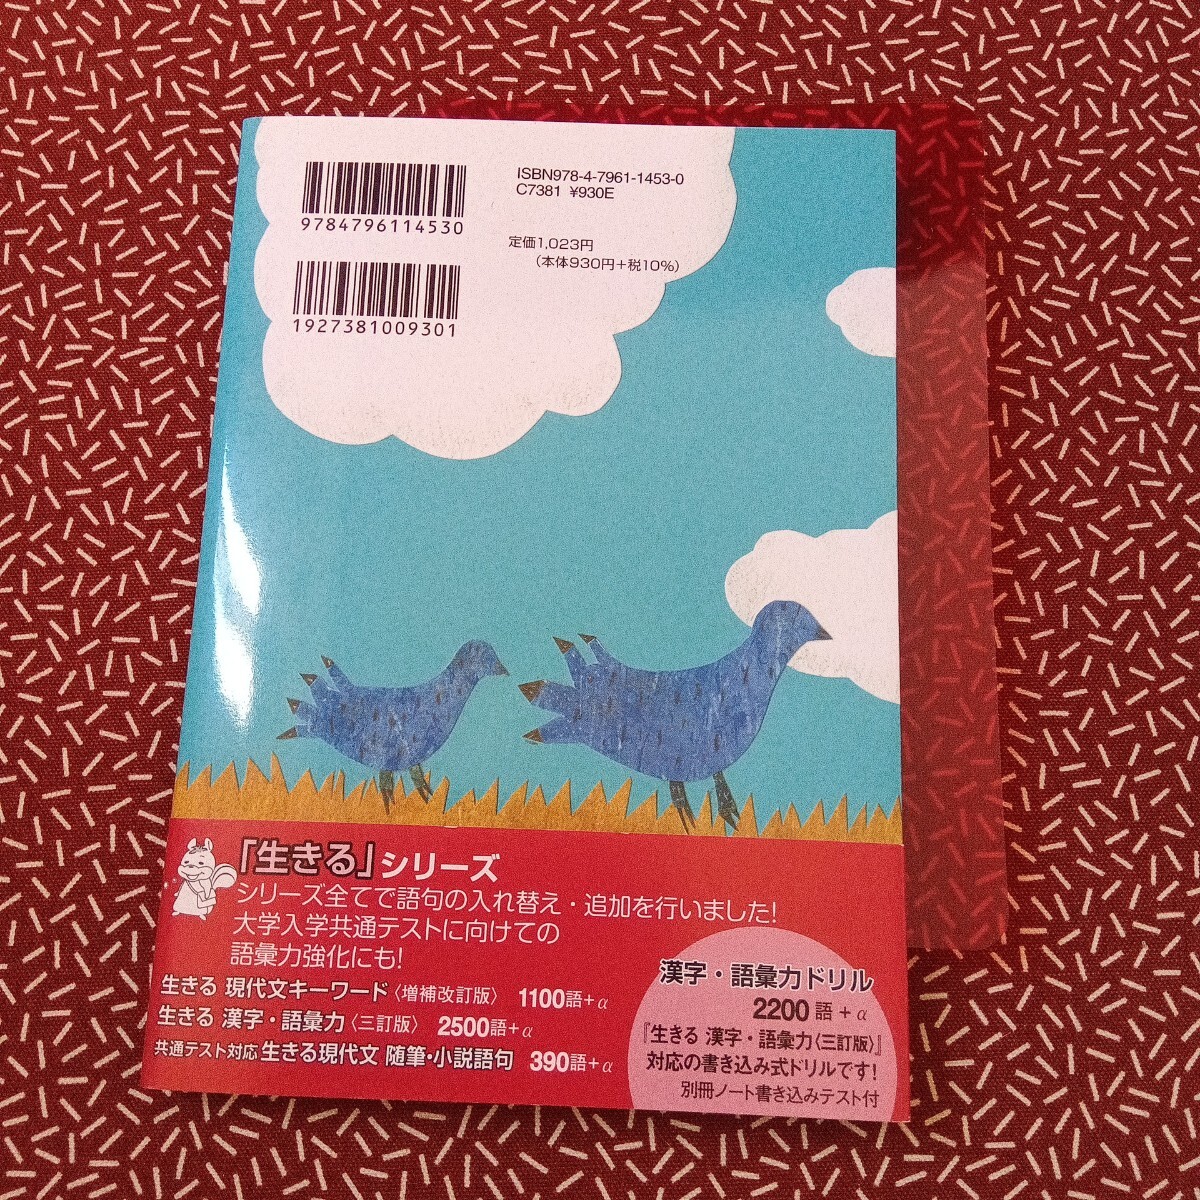 ISBN978-4-7961-1453-0
C7381 ¥930E
9784796114530
定価1,023円
(本体930円+税10%)
1927381009301
「生きる」シリーズ
シリーズ全てで語句の入れ替え・追加を行いました!
大学入学共通テストに向けての
語彙力強化にも!
生きる 現代文キーワード〈増補改訂版〉 1100語+α
生きる 漢字・語彙力〈三訂版〉 2500語+α
共通テスト対応 生きる現代文 随筆・小説語句 390語+α
漢字・語彙力ドリル
2200語+α
『生きる 漢字・語彙力〈三訂版〉』
対応の書き込み式ドリルです!
別冊ノート書き込みテスト付